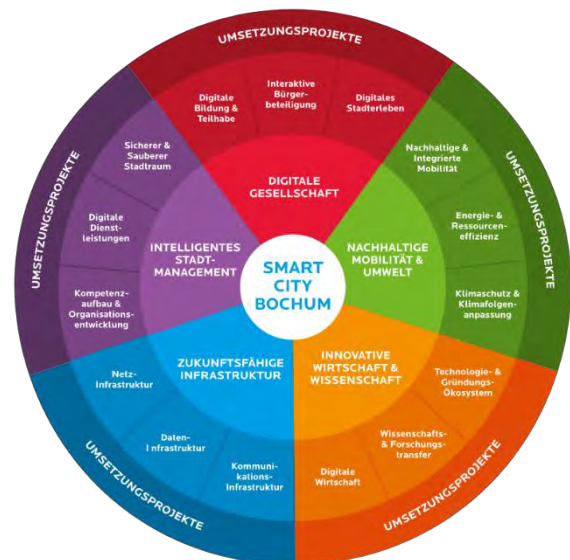 UMSETZUNGSPROJEKTE
Digitale
Bildung &
Teilhabe
Interaktive
Bürger-
beteiligung
Digitales
Stadterleben
DIGITALE
GESELLSCHAFT
UMSETZUNGSPROJEKTE
Nachhaltige &
Integrierte
Mobilität
Energie- &
Ressourcen-
effizienz
Klimaschutz &
Klimafolgen-
anpassung
NACHHALTIGE
MOBILITÄT &
UMWELT
UMSETZUNGSPROJEKTE
Technologie- &
Gründungs-
Ökosystem
Wissenschafts-
& Forschungs-
transfer
Digitale
Wirtschaft
INNOVATIVE
WIRTSCHAFT &
WISSENSCHAFT
UMSETZUNGSPROJEKTE
Kommuni-
kations-
Infrastruktur
Daten-
I nfrastruktur
Netz-
Infrastruktur
ZUKUNFTSFÄHIGE
INFRASTRUKTUR
UMSETZUNGSPROJEKTE
Kompetenz-
aufbau &
Organisations-
entwicklung
Digitale
Dienst-
leistungen
Sicherer &
Sauberer
Stadtraum
INTELLIGENTES
STADT-
MANAGEMENT
SMART
CITY
BOCHUM